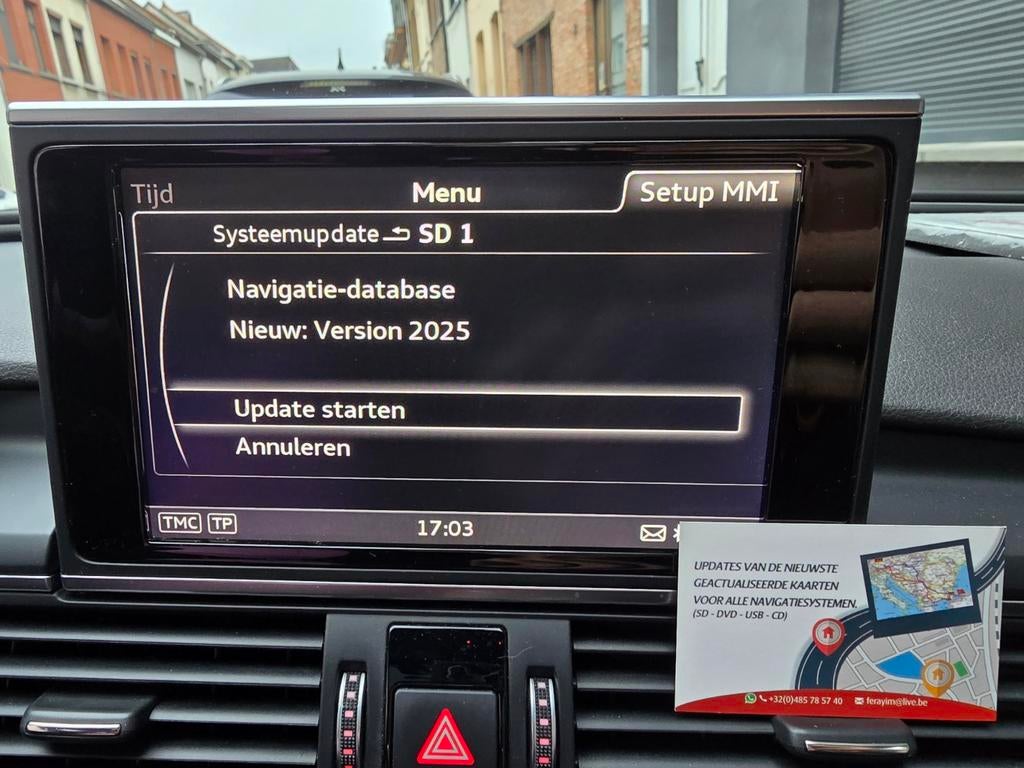 Tijd
Menu
Setup MMI
Systeemupdate SD 1
Navigatie-database
Nieuw: Version 2025
Update starten
Annuleren
TMC TP
17:03
UPDATES VAN DE NIEUWSTE
GEACTUALISEERDE KAARTEN
VOOR ALLE NAVIGATIESYSTEMEN.
(SD - DVD - USB - CD)
+32(0)485 78 57 40 ferayim@live.be